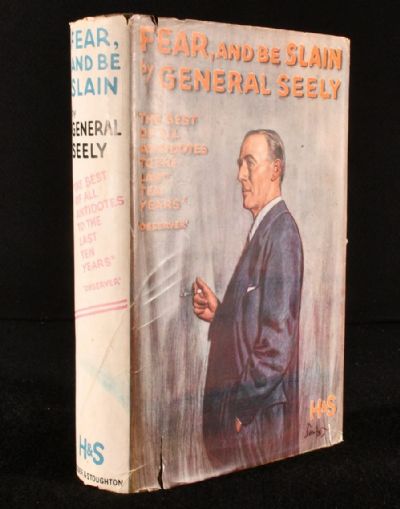 FEAR,
AND BE
SLAIN
by
GENERAL
SEELY
"THE BEST
OF ALL
ANTIDOTES
TO THE
LAST
TEN
YEARS"
'OBSERVER'
H&S
& STOUGHTON
FEAR, AND BE SLAIN
by GENERAL SEELY
"THE BEST
OF ALL
ANTIDOTES
TO THE
LAST
TEN
YEARS"
'OBSERVER'
H&S